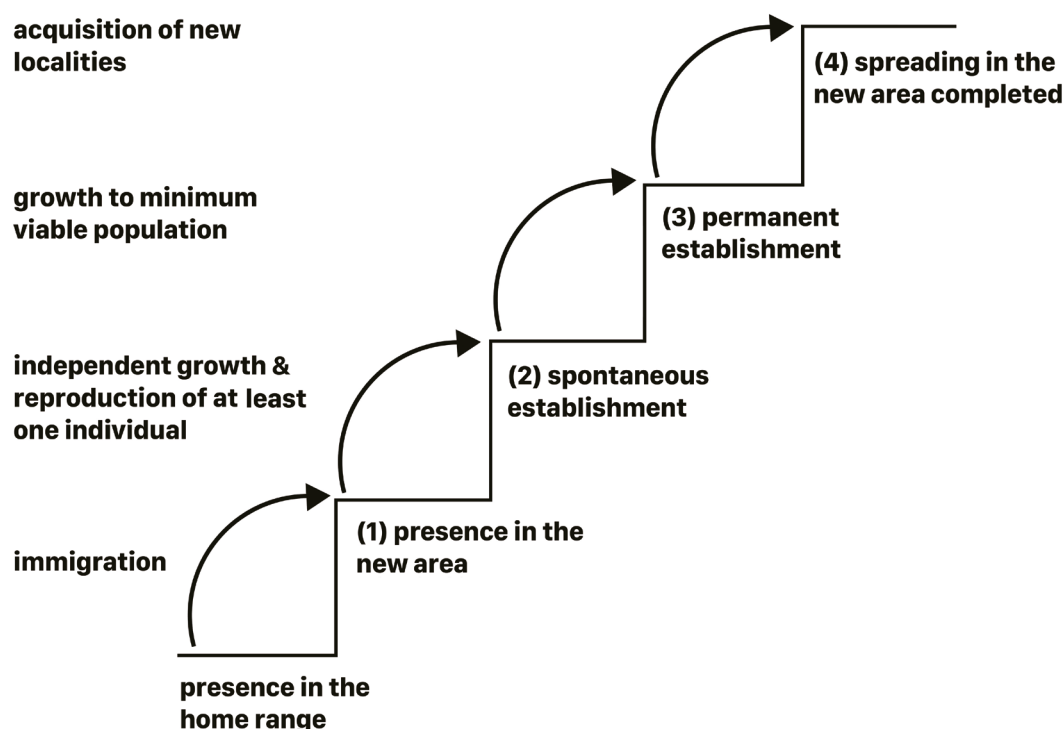 acquisition of new
localities
(4) spreading in the
new area completed
growth to minimum
viable population
(3) permanent
establishment
independent growth &
reproduction of at least
one individual
(2) spontaneous
establishment
immigration
(1) presence in the
new area
presence in the
home range